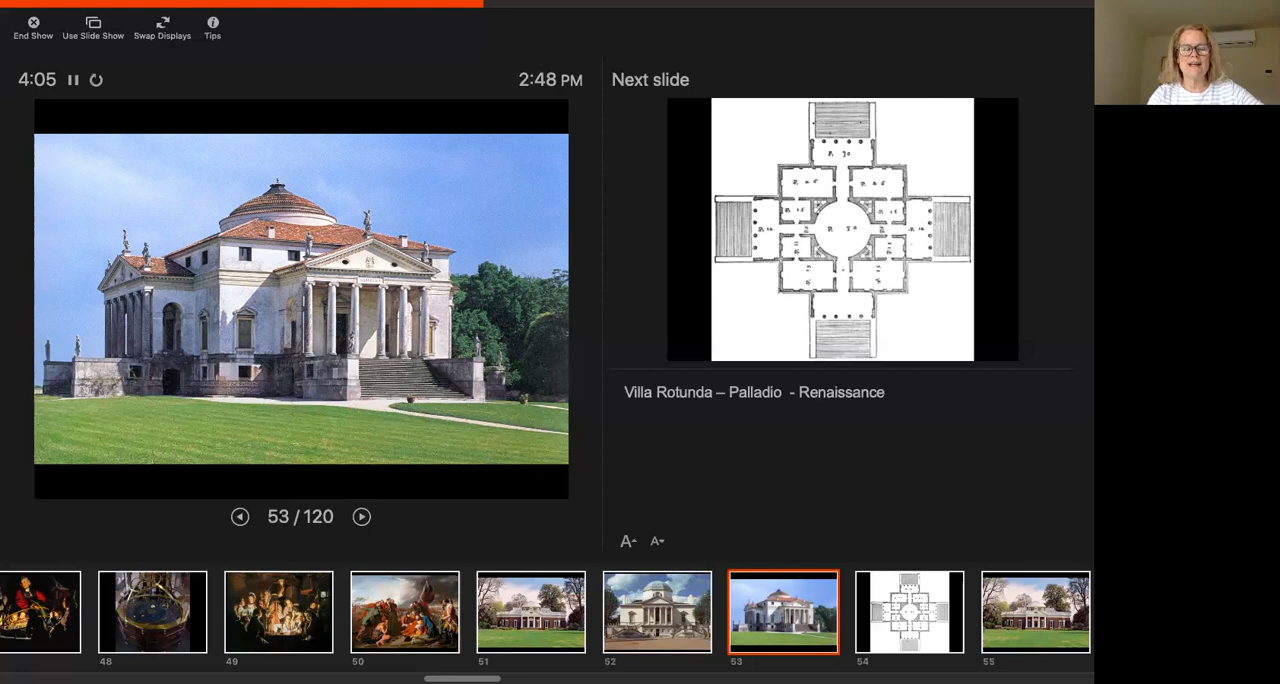 End Show Use Slide Show Swap Displays Tips
4:05 2:48 PM Next slide
Villa Rotunda – Palladio - Renaissance
53 / 120
A A
48 49 50 51 52 53 54 55